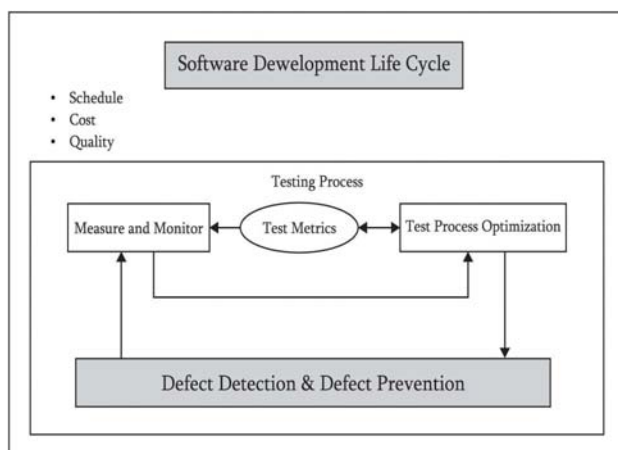 Software Dewelopment Life Cycle
• Schedule
• Cost
• Quality
Testing Process
Measure and Monitor
Test Metrics
Test Process Optimization
Defect Detection & Defect Prevention